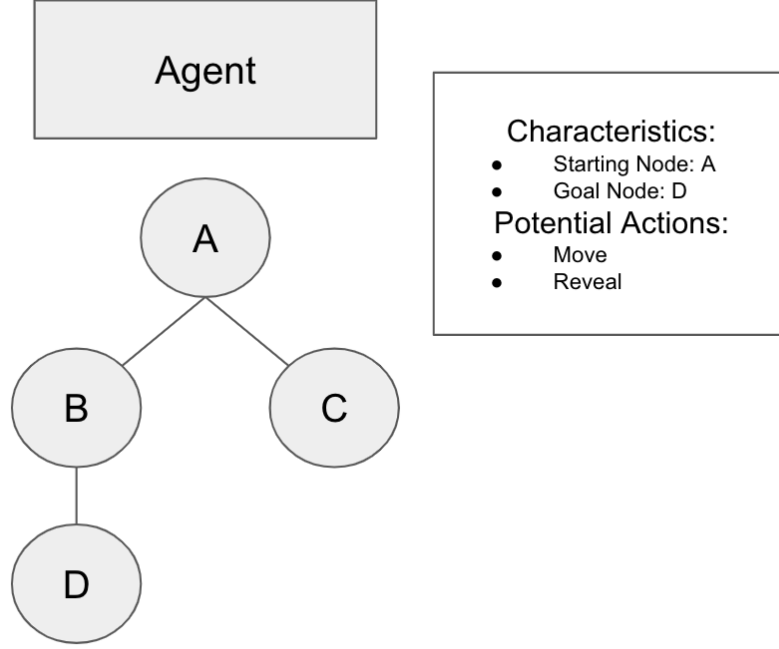 Agent
Characteristics:
● Starting Node: A
● Goal Node: D
Potential Actions:
● Move
● Reveal
A
B
C
D